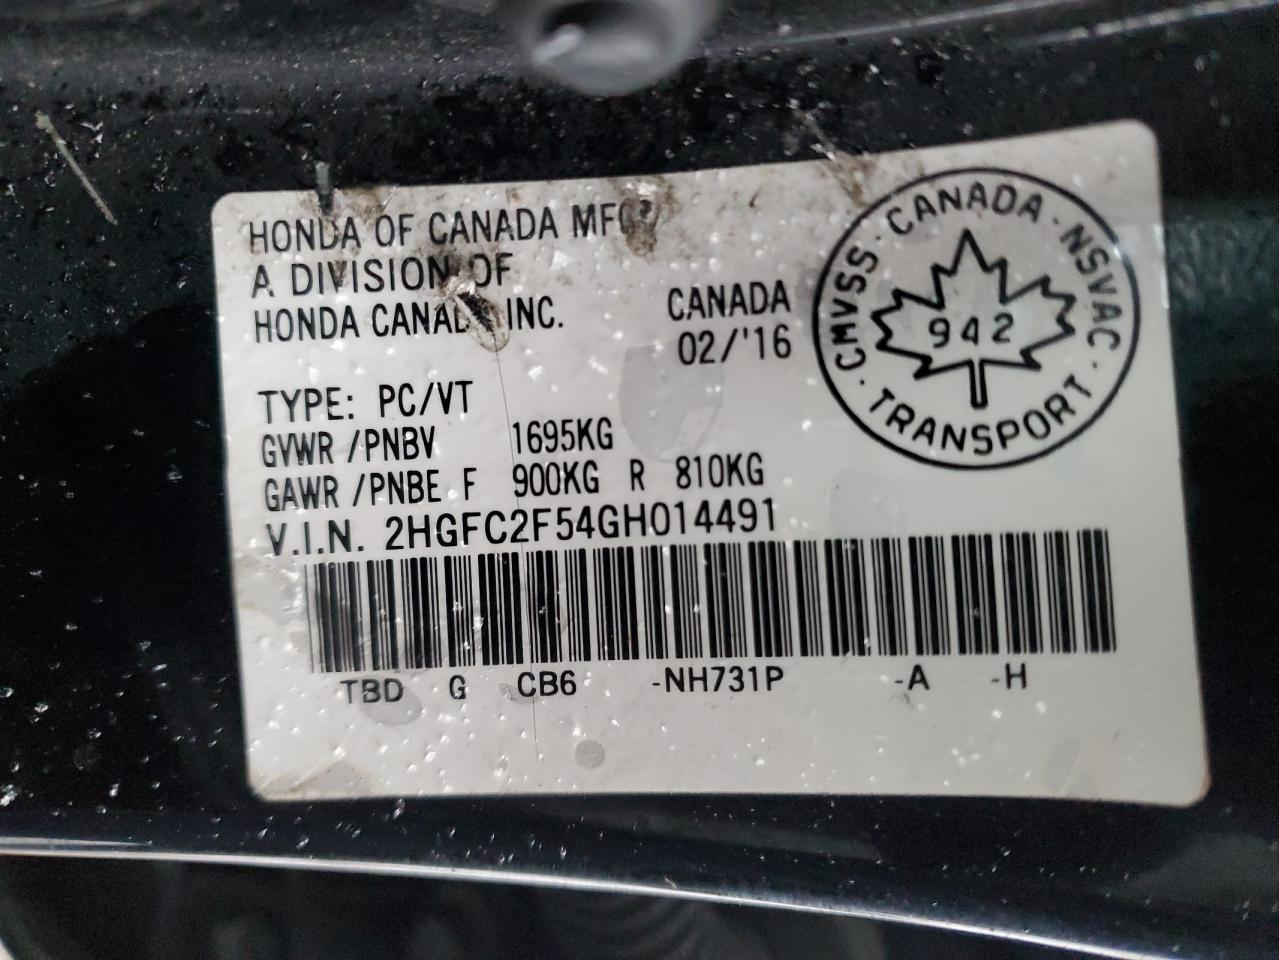 HONDA OF CANADA MFG.
A DIVISION OF
HONDA CANADA INC.
CANADA
02/'16
TYPE: PC/VT
GVWR /PNBV 1695KG
GAWR /PNBE F 900KG R 810KG
V.I.N. 2HGFC2F54GH014491
TBD G CB6 -NH731P -A -H
CMVSS · CANADA · NSVAC · TRANSPORT ·
942